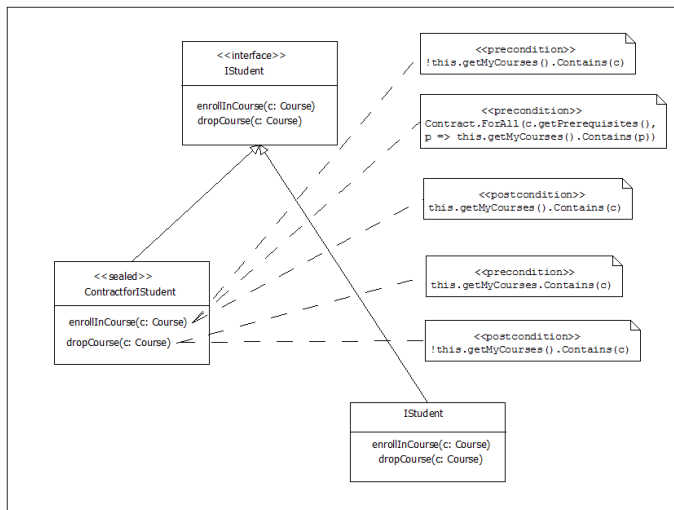 <<interface>>
IStudent
enrollInCourse(c: Course)
dropCourse(c: Course)
<<precondition>>
!this.getMyCourses().Contains(c)
<<precondition>>
Contract.ForAll(c.getPrerequisites(),
p => this.getMyCourses().Contains(p))
<<postcondition>>
this.getMyCourses().Contains(c)
<<precondition>>
this.getMyCourses.Contains(c)
<<postcondition>>
!this.getMyCourses().Contains(c)
<<sealed>>
ContractforIStudent
enrollInCourse(c: Course)
dropCourse(c: Course)
IStudent
enrollInCourse(c: Course)
dropCourse(c: Course)